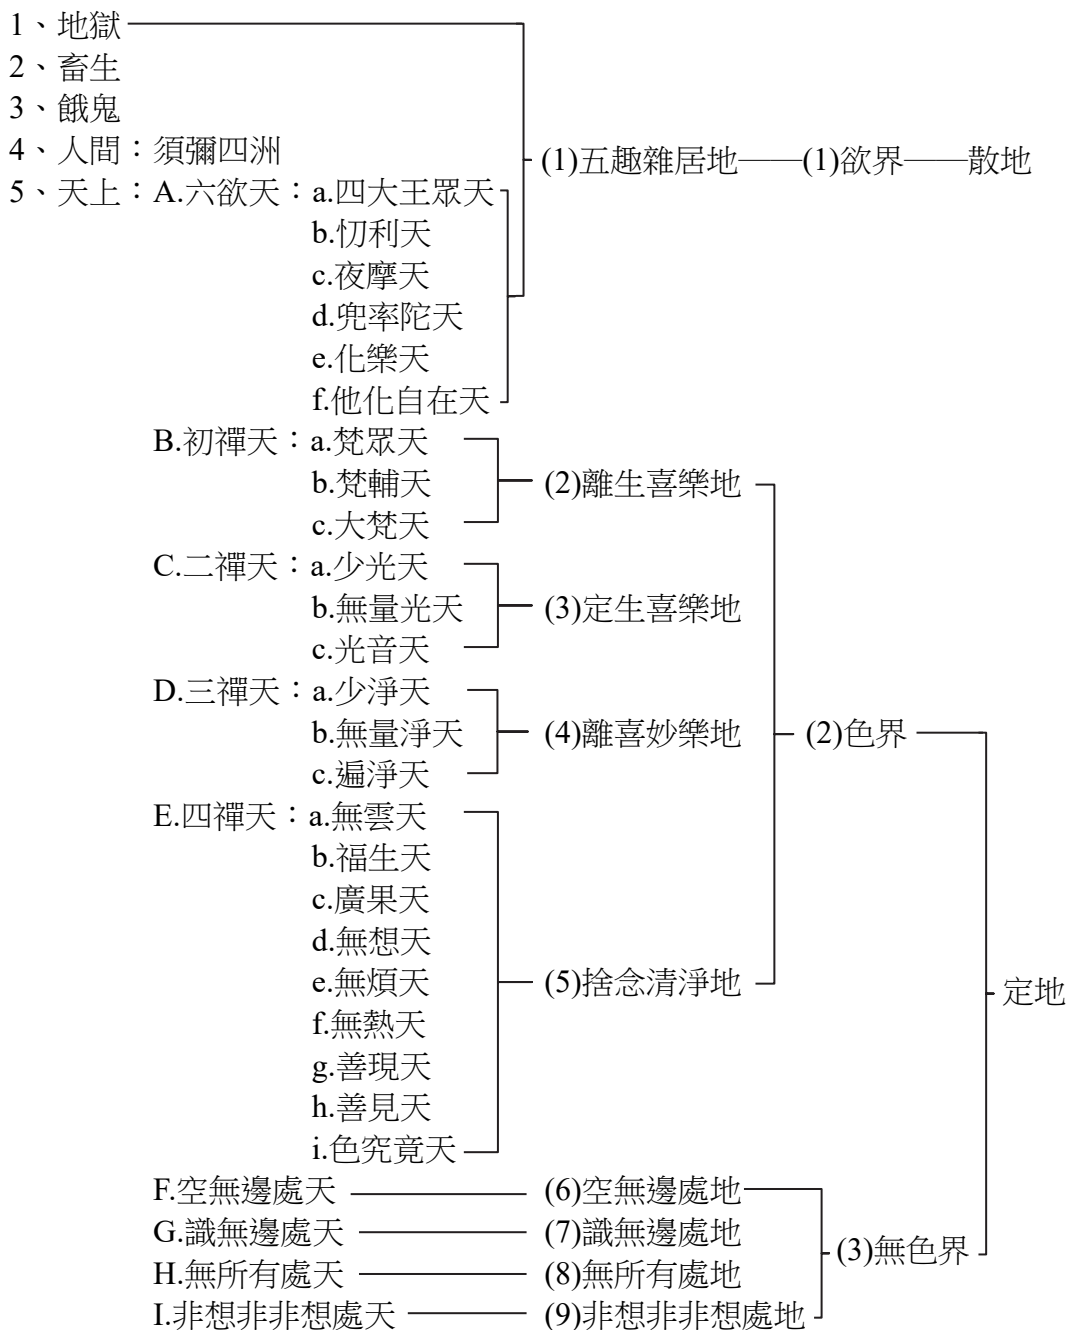 1、地獄
2、畜生
3、餓鬼
4、人間：須彌四洲
(1)五趣雜居地 (1)欲界 散地
5、天上：A.六欲天：a.四大王眾天
b.忉利天
c.夜摩天
d.兜率陀天
e.化樂天
f.他化自在天
B.初禪天：a.梵眾天
b.梵輔天 (2)離生喜樂地
c.大梵天
C.二禪天：a.少光天
b.無量光天 (3)定生喜樂地
c.光音天
D.三禪天：a.少淨天
b.無量淨天 (4)離喜妙樂地 (2)色界
c.遍淨天
E.四禪天：a.無雲天
b.福生天
c.廣果天
d.無想天
e.無煩天 (5)捨念清淨地 定地
f.無熱天
g.善現天
h.善見天
i.色究竟天
F.空無邊處天 (6)空無邊處地
G.識無邊處天 (7)識無邊處地 (3)無色界
H.無所有處天 (8)無所有處地
I.非想非非想處天 (9)非想非非想處地